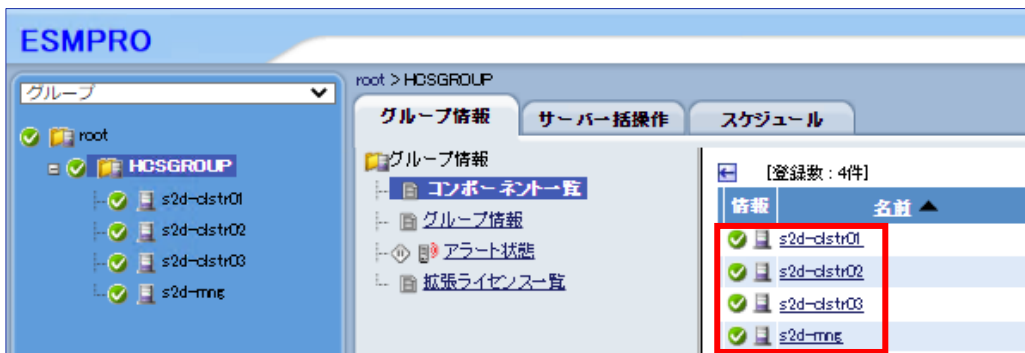 ESMPRO
グループ
root
HCSGROUP
s2d-clstr01
s2d-clstr02
s2d-clstr03
s2d-mng
root > HCSGROUP
グループ情報
サーバ一括操作
スケジュール
グループ情報
コンポーネント一覧
グループ情報
アラート状態
拡張ライセンス一覧
[登録数 : 4件]
情報 名前 ▲
s2d-clstr01
s2d-clstr02
s2d-clstr03
s2d-mng